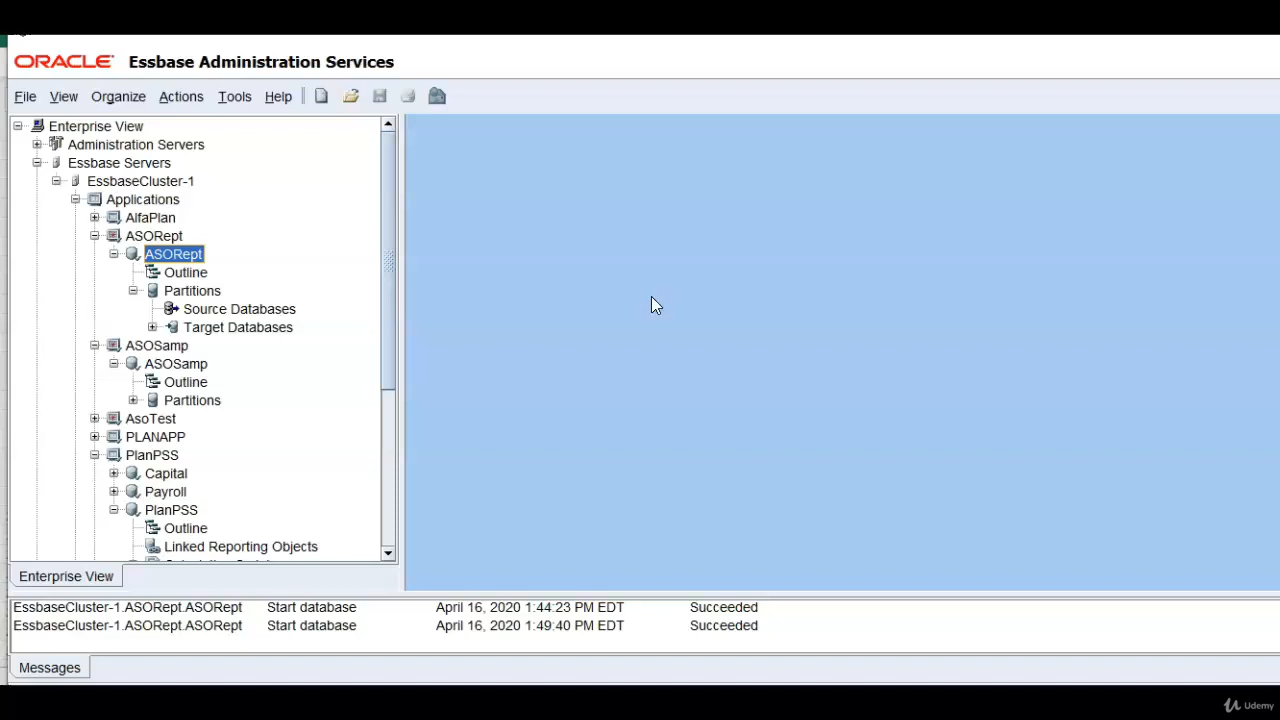 ORACLE Essbase Administration Services
File View Organize Actions Tools Help
Enterprise View
Administration Servers
Essbase Servers
EssbaseCluster-1
Applications
AlfaPlan
ASORept
ASORept
Outline
Partitions
Source Databases
Target Databases
ASOSamp
ASOSamp
Outline
Partitions
AsoTest
PLANAPP
PlanPSS
Capital
Payroll
PlanPSS
Outline
Linked Reporting Objects
Enterprise View
EssbaseCluster-1.ASORept.ASORept Start database April 16, 2020 1:44:23 PM EDT Succeeded
EssbaseCluster-1.ASORept.ASORept Start database April 16, 2020 1:49:40 PM EDT Succeeded
Messages
Udemy